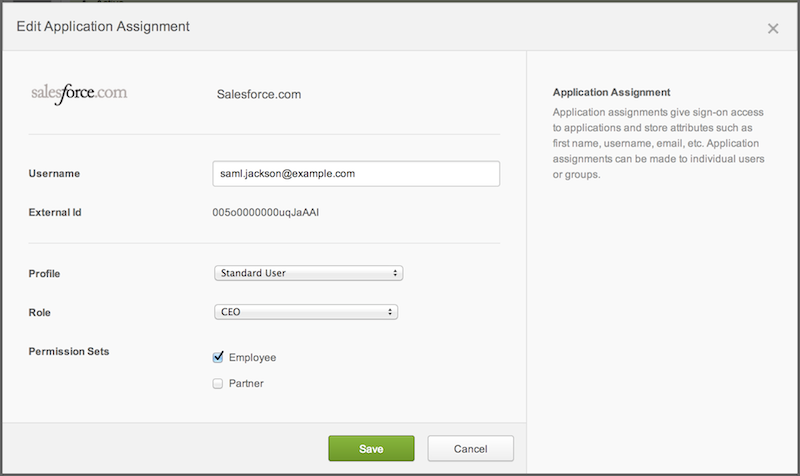 Edit Application Assignment
salesforce.com
Salesforce.com
Username
saml.jackson@example.com
External Id
005o0000000uqJaAAI
Profile
Standard User
Role
CEO
Permission Sets
Employee
Partner
Save
Cancel
Application Assignment
Application assignments give sign-on access
to applications and store attributes such as
first name, username, email, etc. Application
assignments can be made to individual users
or groups.